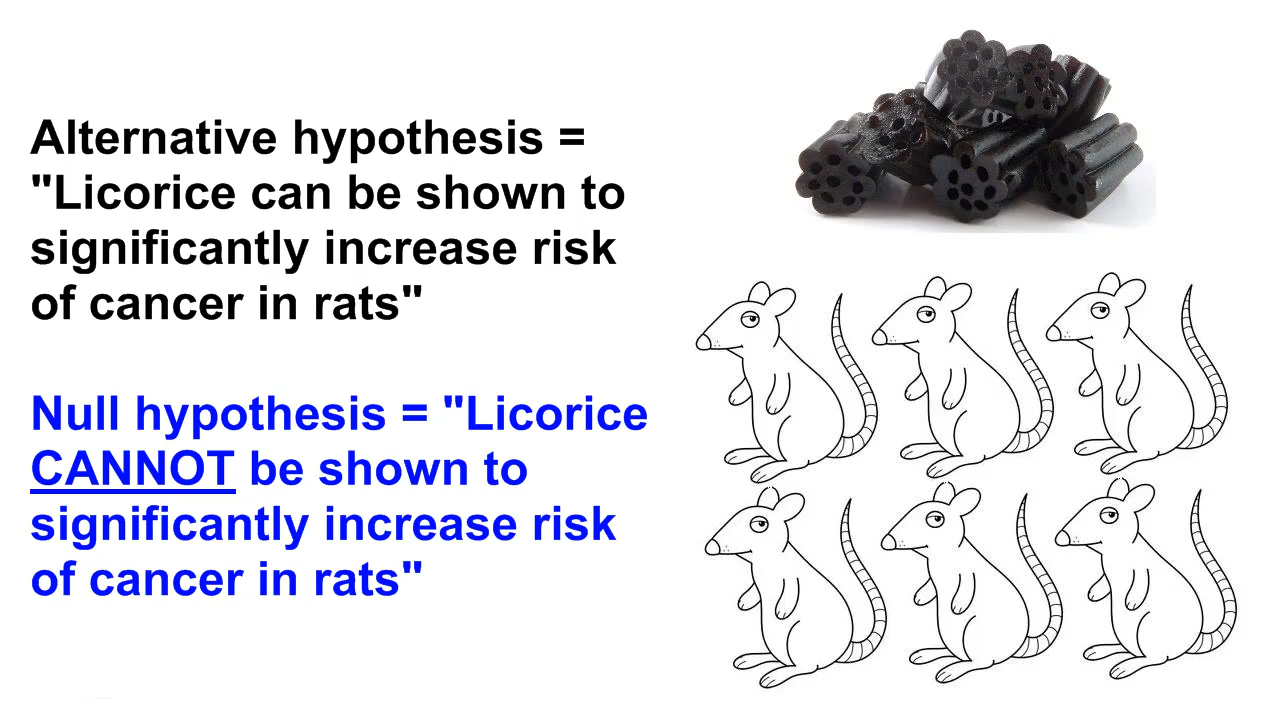 Alternative hypothesis =
"Licorice can be shown to
significantly increase risk
of cancer in rats"
Null hypothesis = "Licorice
CANNOT be shown to
significantly increase risk
of cancer in rats"